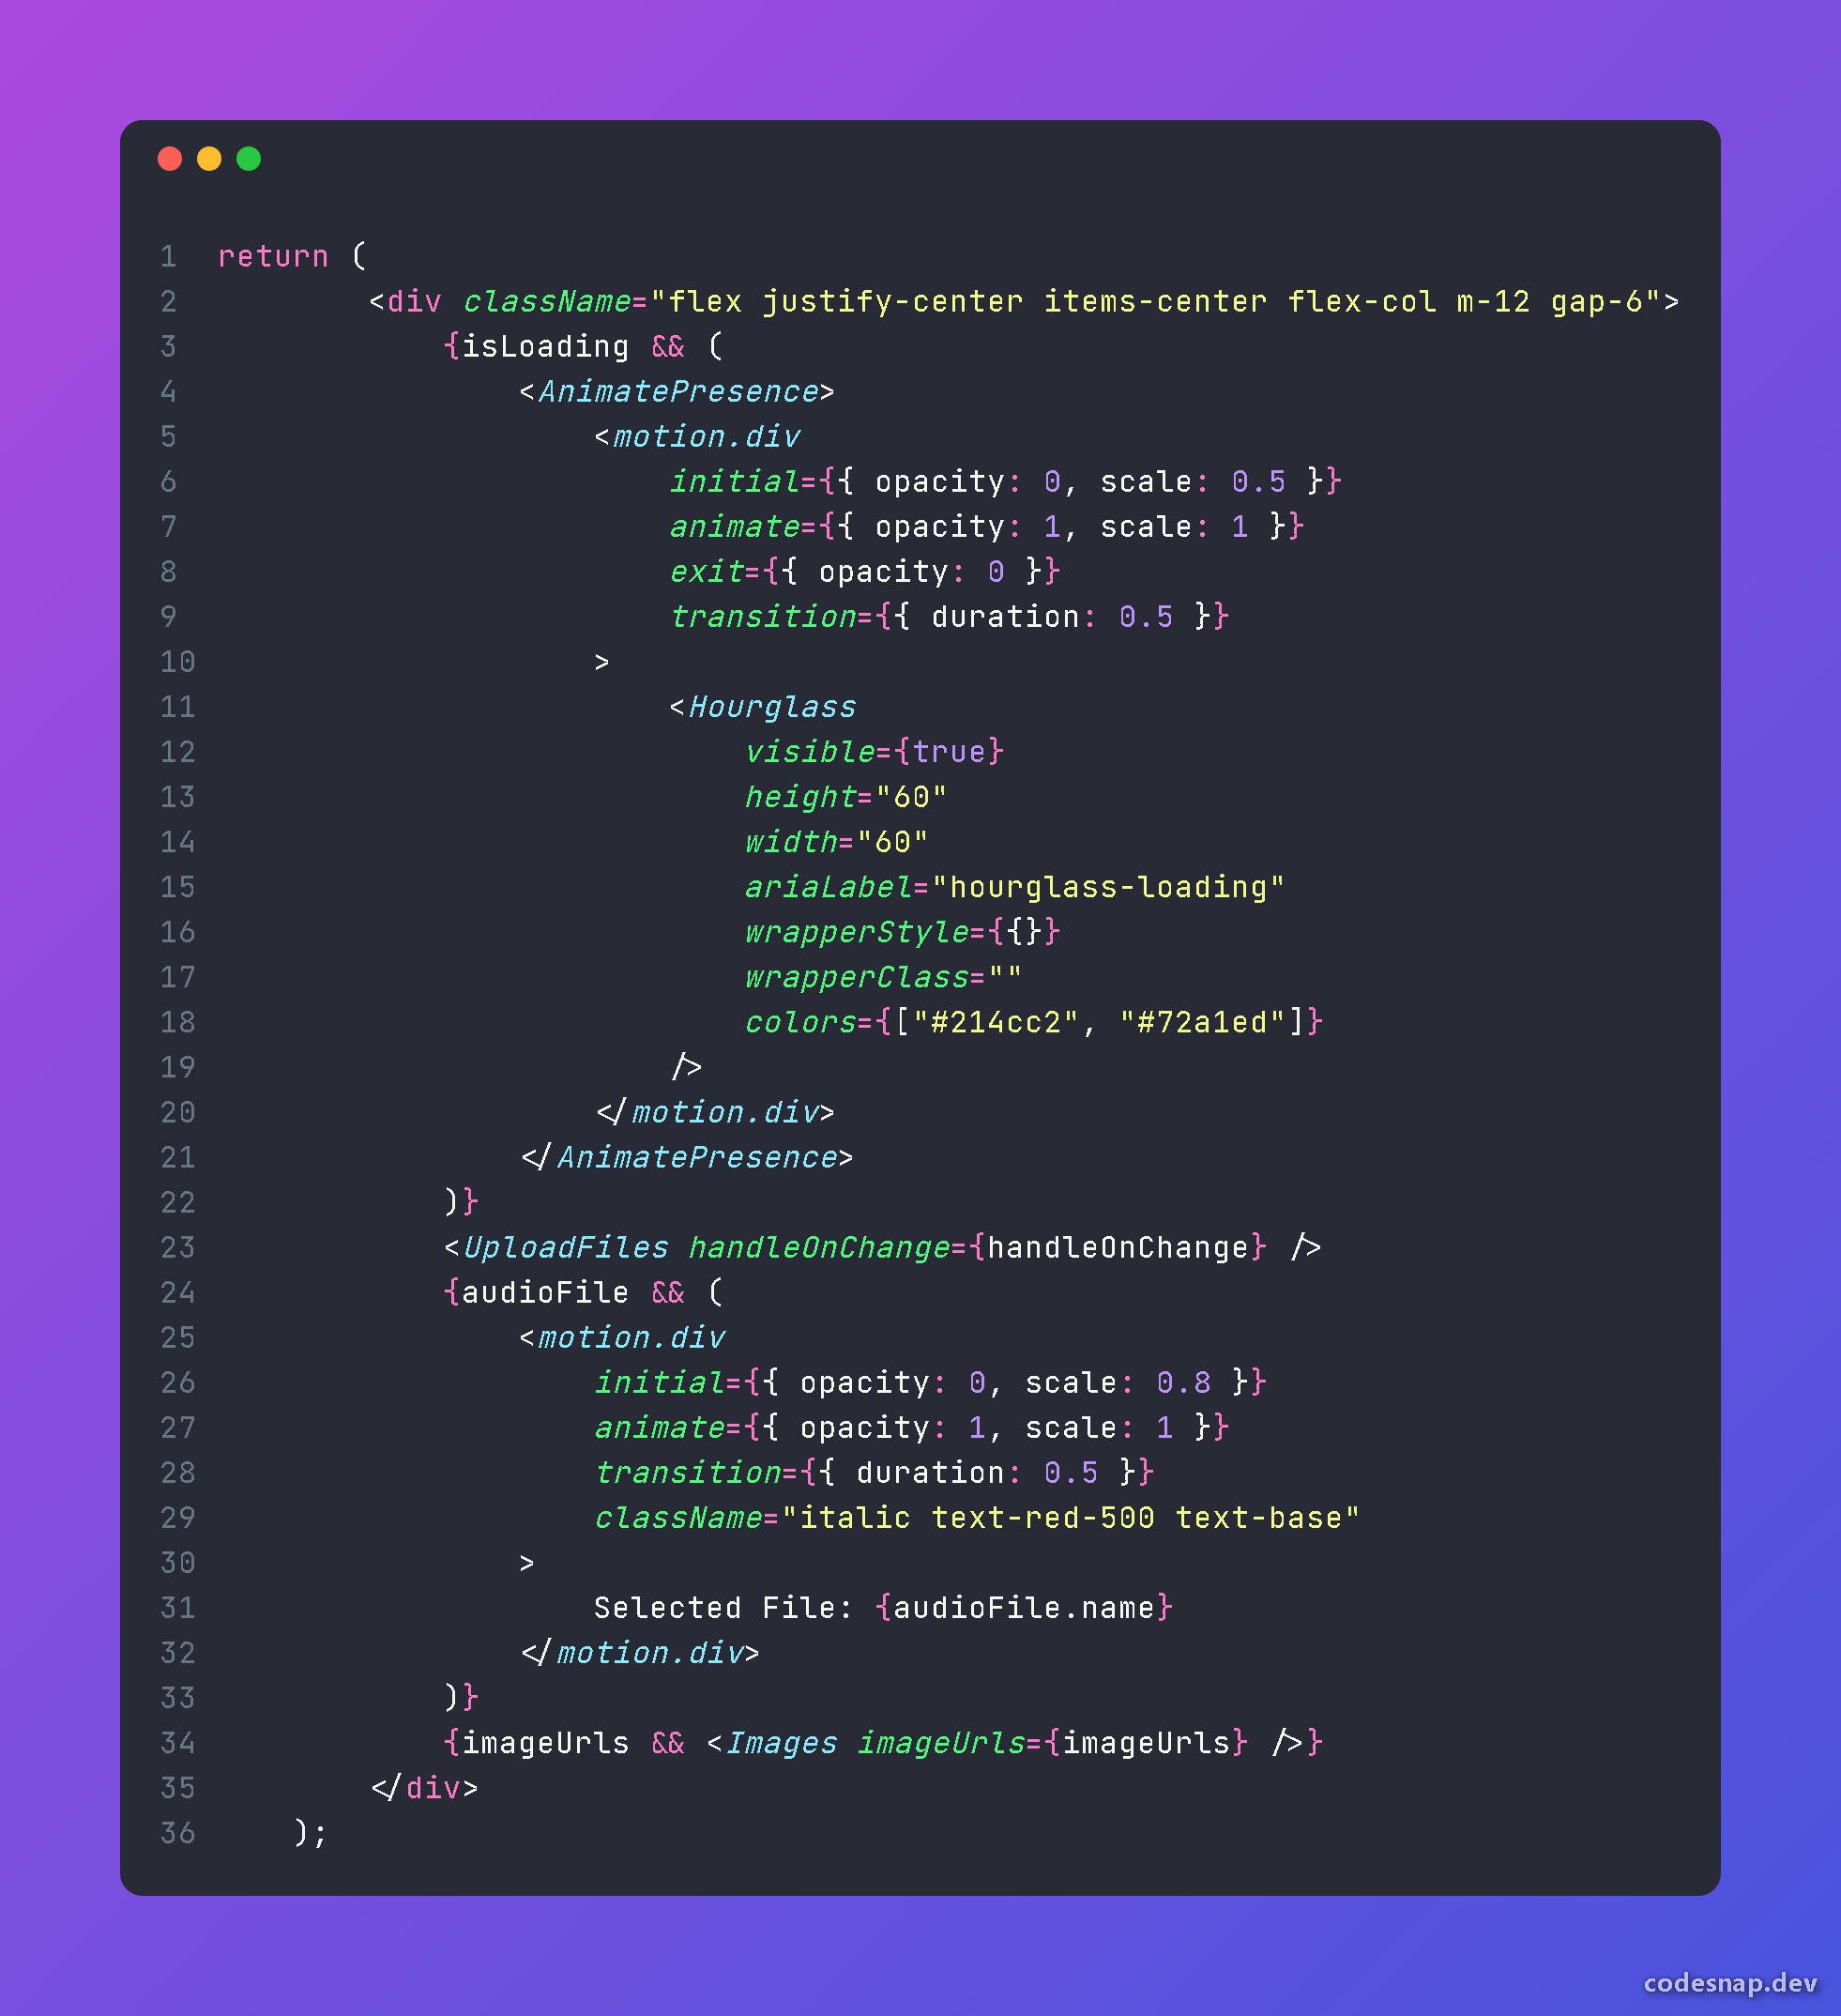 1 return (
2 <div className="flex justify-center items-center flex-col m-12 gap-6">
3 {isLoading && (
4 <AnimatePresence>
5 <motion.div
6 initial={{ opacity: 0, scale: 0.5 }}
7 animate={{ opacity: 1, scale: 1 }}
8 exit={{ opacity: 0 }}
9 transition={{ duration: 0.5 }}
10 >
11 <Hourglass
12 visible={true}
13 height="60"
14 width="60"
15 ariaLabel="hourglass-loading"
16 wrapperStyle={{}}
17 wrapperClass=""
18 colors={["#214cc2", "#72a1ed"]}
19 />
20 </motion.div>
21 </AnimatePresence>
22 )}
23 <UploadFiles handleOnChange={handleOnChange} />
24 {audioFile && (
25 <motion.div
26 initial={{ opacity: 0, scale: 0.8 }}
27 animate={{ opacity: 1, scale: 1 }}
28 transition={{ duration: 0.5 }}
29 className="italic text-red-500 text-base"
30 >
31 Selected File: {audioFile.name}
32 </motion.div>
33 )}
34 {imageUrls && <Images imageUrls={imageUrls} />}
35 </div>
36 );
codesnap.dev